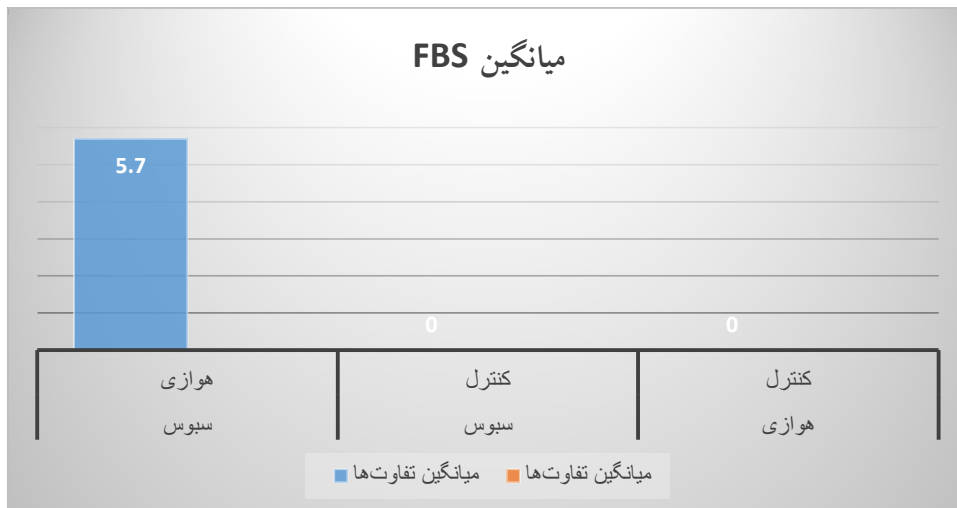 میانگین FBS
5.7
0
0
هوازی
کنترل
کنترل
سبوس
سبوس
هوازی
میانگین تفاوت‌ها
میانگین تفاوت‌ها